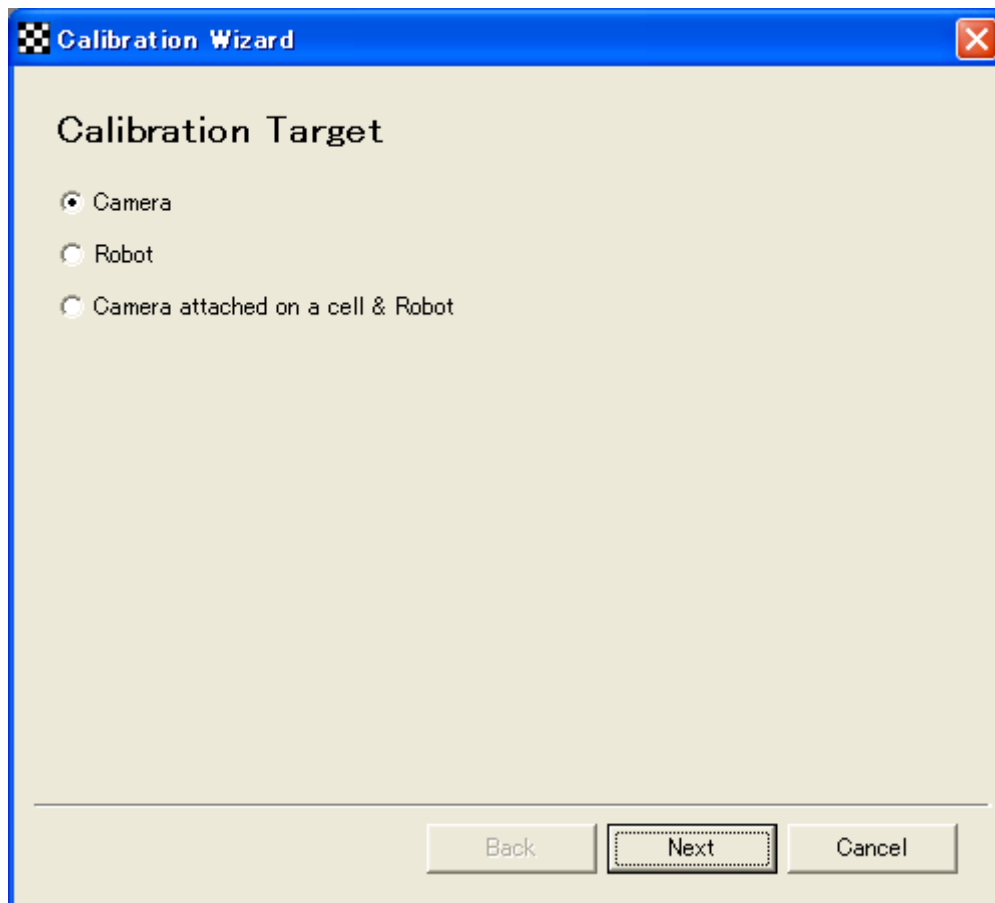 Calibration Wizard
Calibration Target
Camera
Robot
Camera attached on a cell & Robot
Back
Next
Cancel